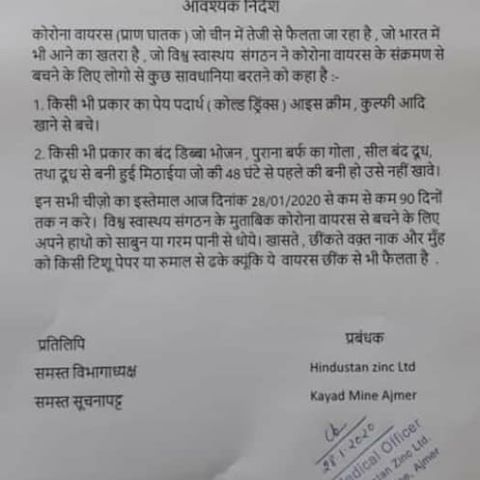 आवश्यक निर्देश
कोरोना वायरस (प्राण घातक ) जो चीन में तेजी से फैलता जा रहा है , जो भारत में
भी आने का खतरा है , जो विश्व स्वास्थय संगठन ने कोरोना वायरस के संक्रमण से
बचने के लिए लोगो से कुछ सावधानिया बरतने को कहा है :-
1. किसी भी प्रकार का पेय पदार्थ ( कोल्ड ड्रिंक्स ) आइस क्रीम , कुल्फी आदि
खाने से बचे।
2. किसी भी प्रकार का बंद डिब्बा भोजन , पुराना बर्फ का गोला , सील बंद दूध,
तथा दूध से बनी हुई मिठाईया जो की 48 घंटे से पहले की बनी हो उसे नहीं खावे।
इन सभी चीज़ो का इस्तेमाल आज दिनांक 28/01/2020 से कम से कम 90 दिनों
तक न करे। विश्व स्वास्थय संगठन के मुताबिक कोरोना वायरस से बचने के लिए
अपने हाथो को साबुन या गरम पानी से धोये। खासते , छींकते वक़्त नाक और मुँह
को किसी टिशू पेपर या रुमाल से ढके क्यूंकि ये वायरस छींक से भी फैलता है .
प्रतिलिपि
प्रबंधक
समस्त विभागाध्यक्ष
Hindustan zinc Ltd
समस्त सूचनापट्ट
Kayad Mine Ajmer
28.1.2020
Medical Officer
Zinc Ltd.
Ajmer